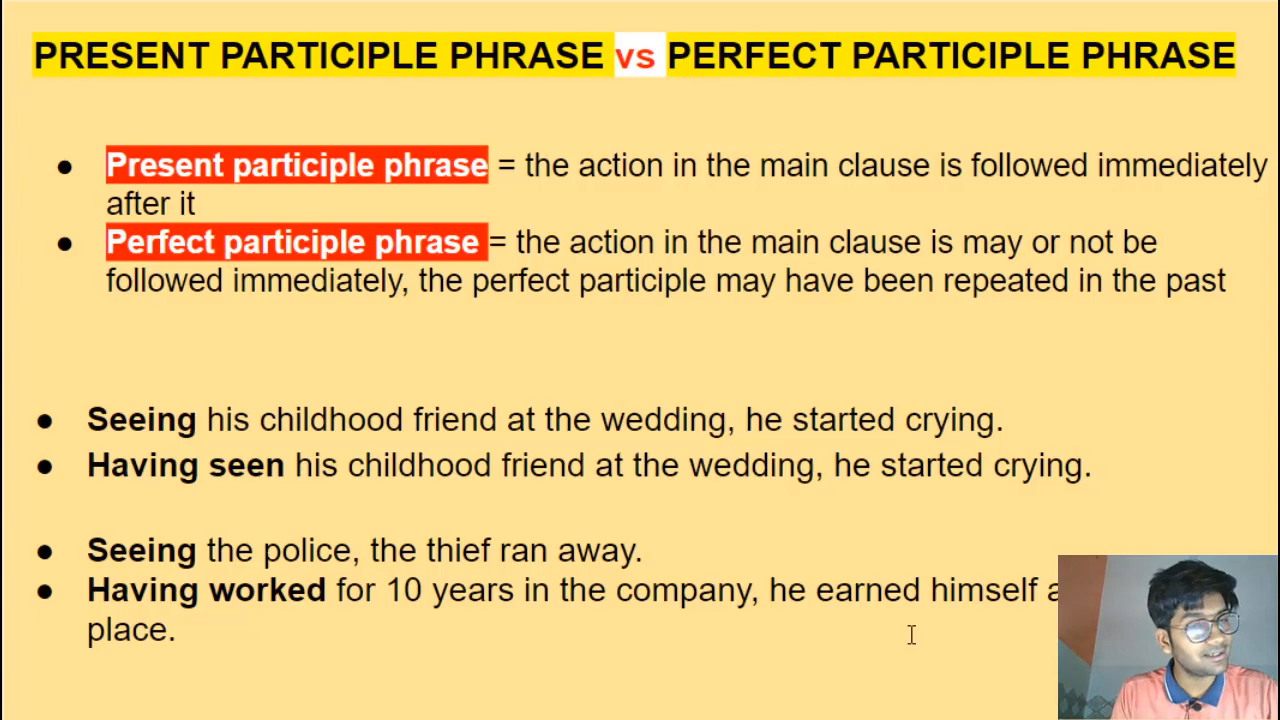 PRESENT PARTICIPLE PHRASE vs PERFECT PARTICIPLE PHRASE
● Present participle phrase = the action in the main clause is followed immediately
after it
● Perfect participle phrase = the action in the main clause is may or not be
followed immediately, the perfect participle may have been repeated in the past
● Seeing his childhood friend at the wedding, he started crying.
● Having seen his childhood friend at the wedding, he started crying.
● Seeing the police, the thief ran away.
● Having worked for 10 years in the company, he earned himself a
place.